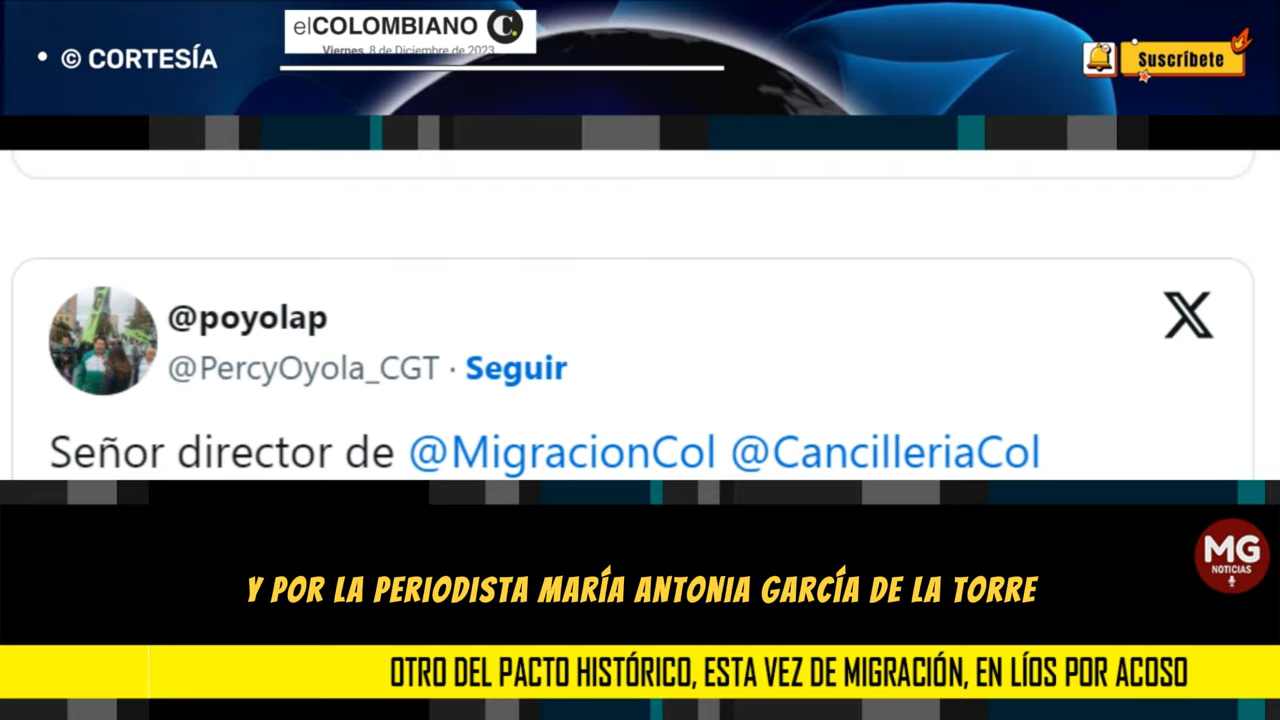 elCOLOMBIANO C.
Viernes, 8 de Diciembre de 2023
• © CORTESÍA
Suscríbete
@poyolap
@PercyOyola_CGT · Seguir
Señor director de @MigracionCol @CancilleriaCol
MG
NOTICIAS
Y POR LA PERIODISTA MARÍA ANTONIA GARCÍA DE LA TORRE
OTRO DEL PACTO HISTÓRICO, ESTA VEZ DE MIGRACIÓN, EN LÍOS POR ACOSO